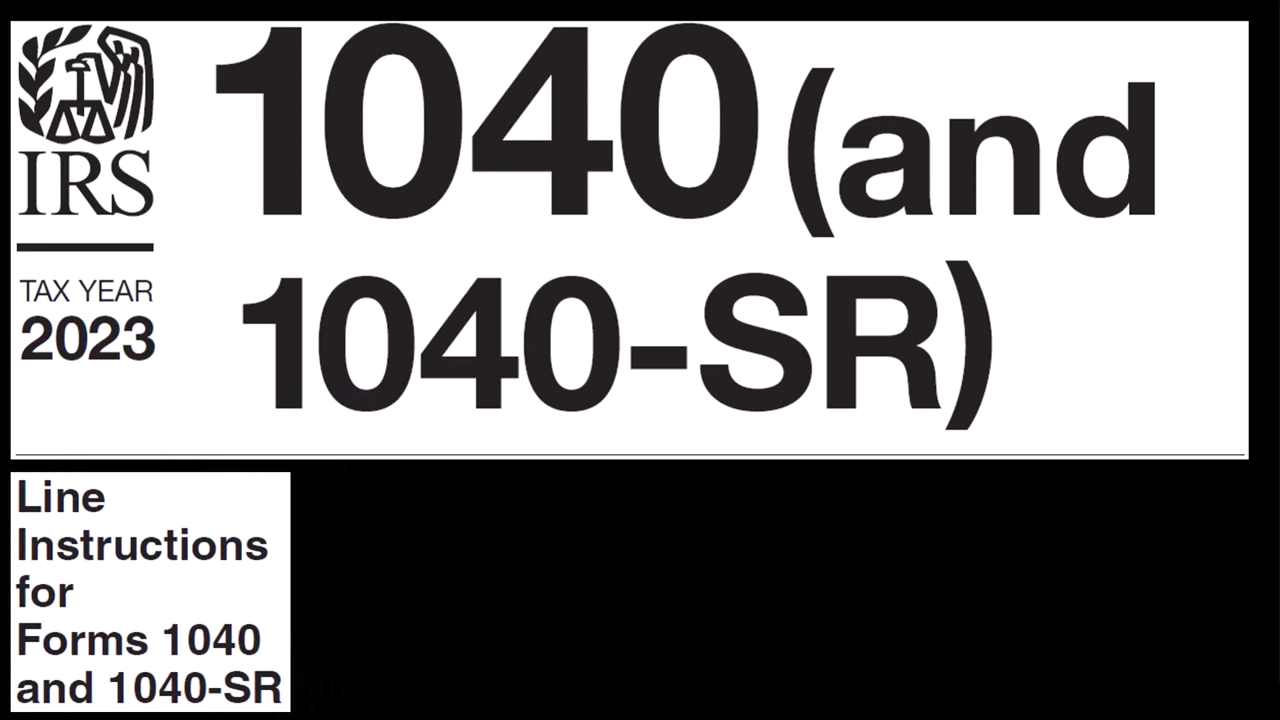 1040 (and
1040-SR)
IRS
TAX YEAR
2023
Line
Instructions
for
Forms 1040
and 1040-SR